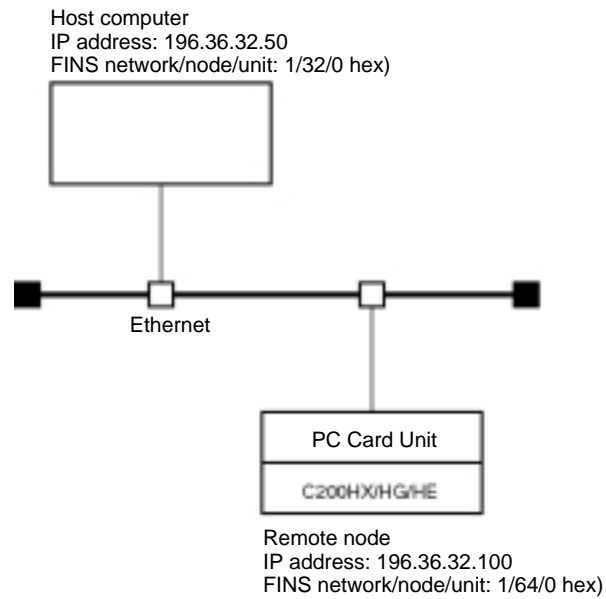 Host computer
IP address: 196.36.32.50
FINS network/node/unit: 1/32/0 hex)
Ethernet
PC Card Unit
C200HX/HG/HE
Remote node
IP address: 196.36.32.100
FINS network/node/unit: 1/64/0 hex)